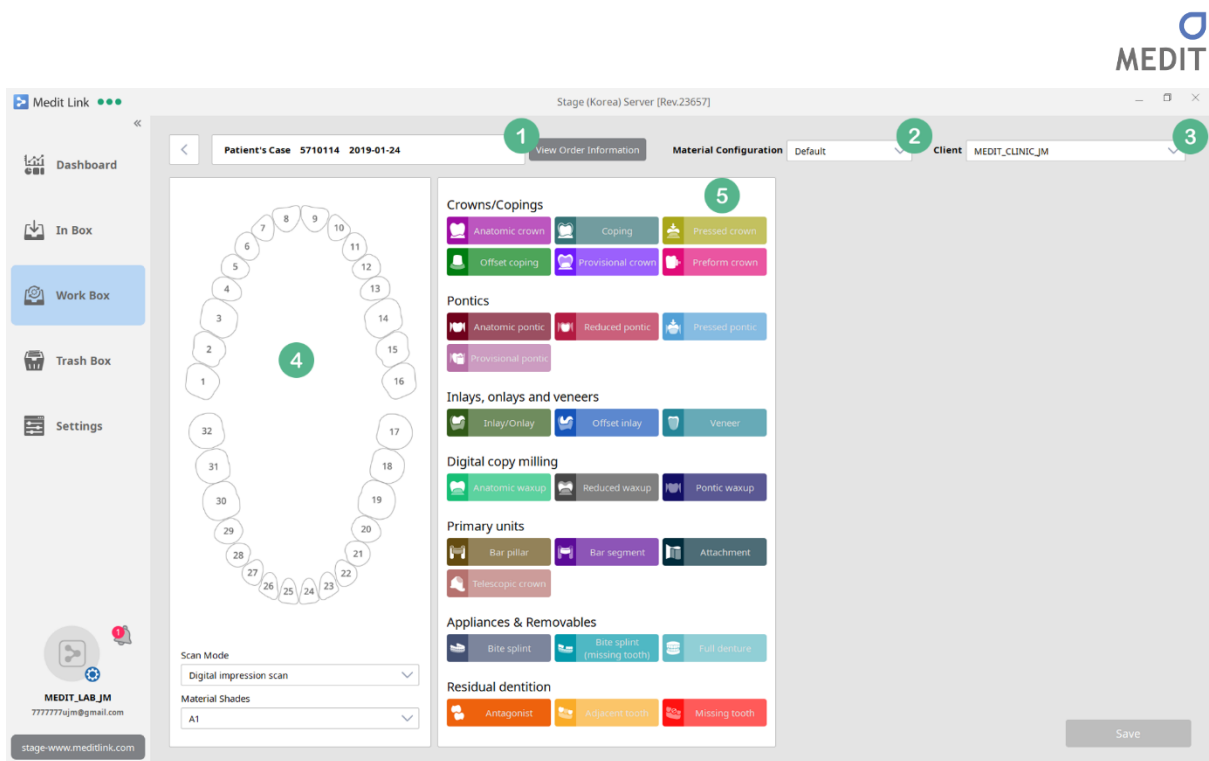 MEDIT
Medit Link
Stage (Korea) Server [Rev.23657]
«
Dashboard
In Box
Work Box
Trash Box
Settings
1
MEDIT_LAB_JM
7777777ujm@gmail.com
stage-www.meditlink.com
Patient's Case 5710114 2019-01-24
1
View Order Information
Material Configuration
Default
2
Client
MEDIT_CLINIC_JM
3
8 9
7 10
6 11
5 12
4 13
3 14
2 15
1 16
4
32 17
31 18
30 19
29 20
28 21
27 22
26 25 24 23
Scan Mode
Digital impression scan
Material Shades
A1
5
Crowns/Copings
Anatomic crown Coping Pressed crown
Offset coping Provisional crown Preform crown
Pontics
Anatomic pontic Reduced pontic Pressed pontic
Provisional pontic
Inlays, onlays and veneers
Inlay/Onlay Offset inlay Veneer
Digital copy milling
Anatomic waxup Reduced waxup Pontic waxup
Primary units
Bar pillar Bar segment Attachment
Telescopic crown
Appliances & Removables
Bite splint Bite splint (missing tooth) Full denture
Residual dentition
Antagonist Adjacent tooth Missing tooth
Save